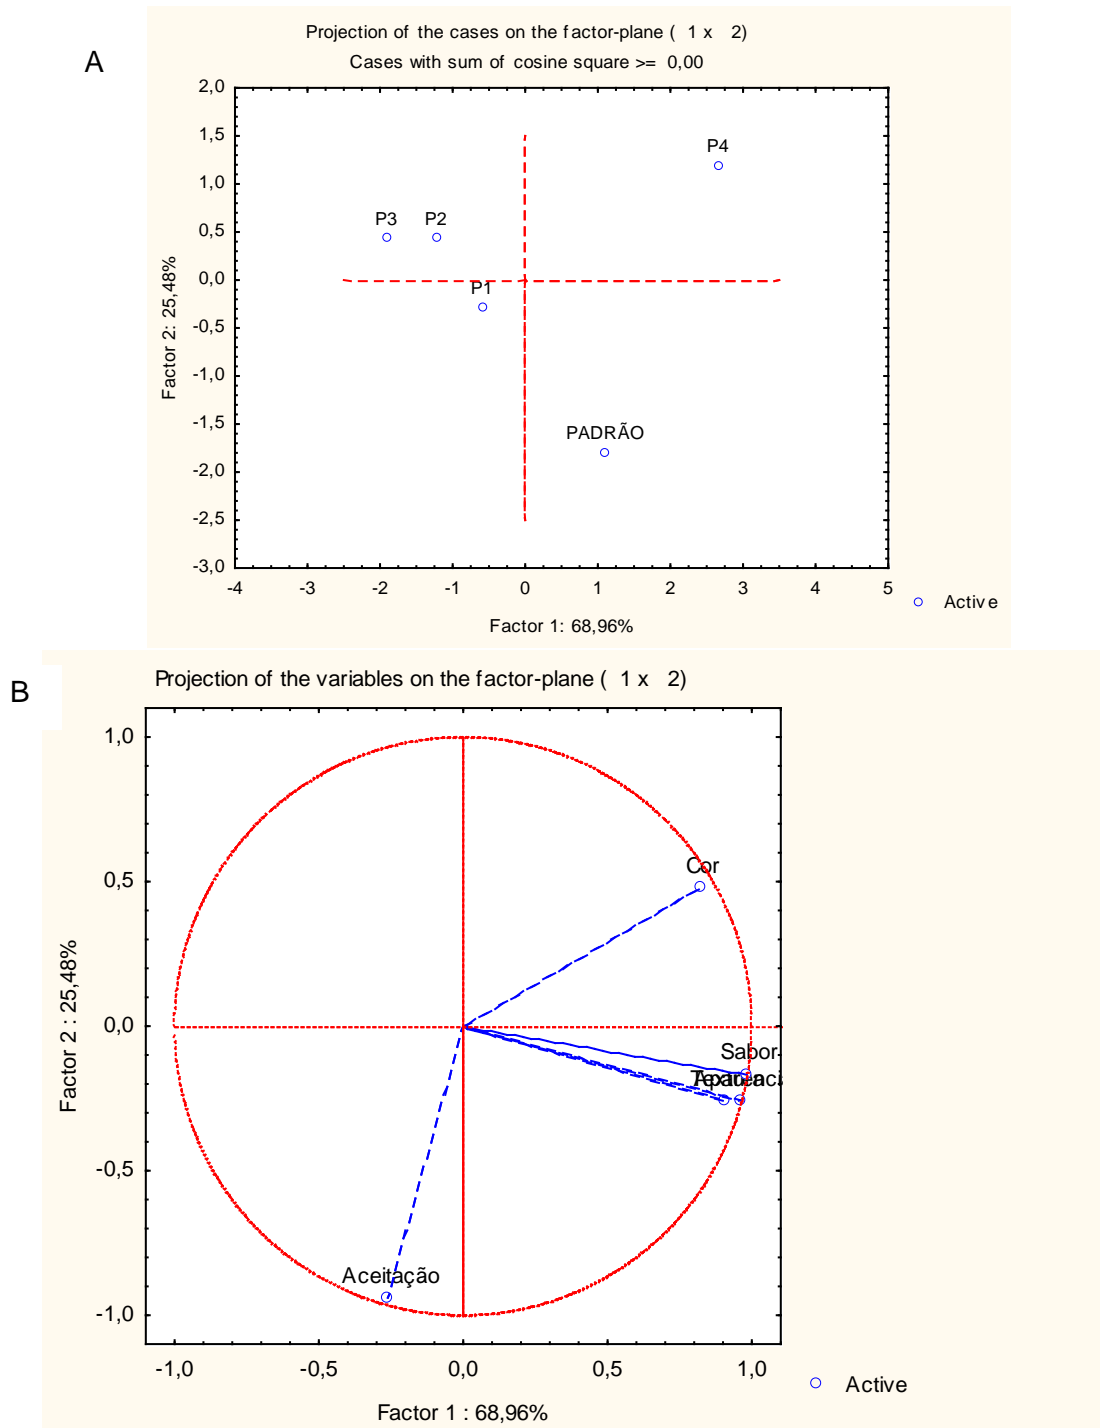 A
Projection of the cases on the factor-plane ( 1 x 2)
Cases with sum of cosine square >= 0,00
2,0
1,5
1,0
0,5
0,0
-0,5
-1,0
-1,5
-2,0
-2,5
-3,0
Factor 2: 25,48%
P4
P3
P2
P1
PADRÃO
-4
-3
-2
-1
0
1
2
3
4
5
Active
Factor 1: 68,96%
B
Projection of the variables on the factor-plane ( 1 x 2)
1,0
0,5
0,0
-0,5
-1,0
Factor 2 : 25,48%
Cor
Sabor
Aceitação
-1,0
-0,5
0,0
0,5
1,0
Active
Factor 1 : 68,96%